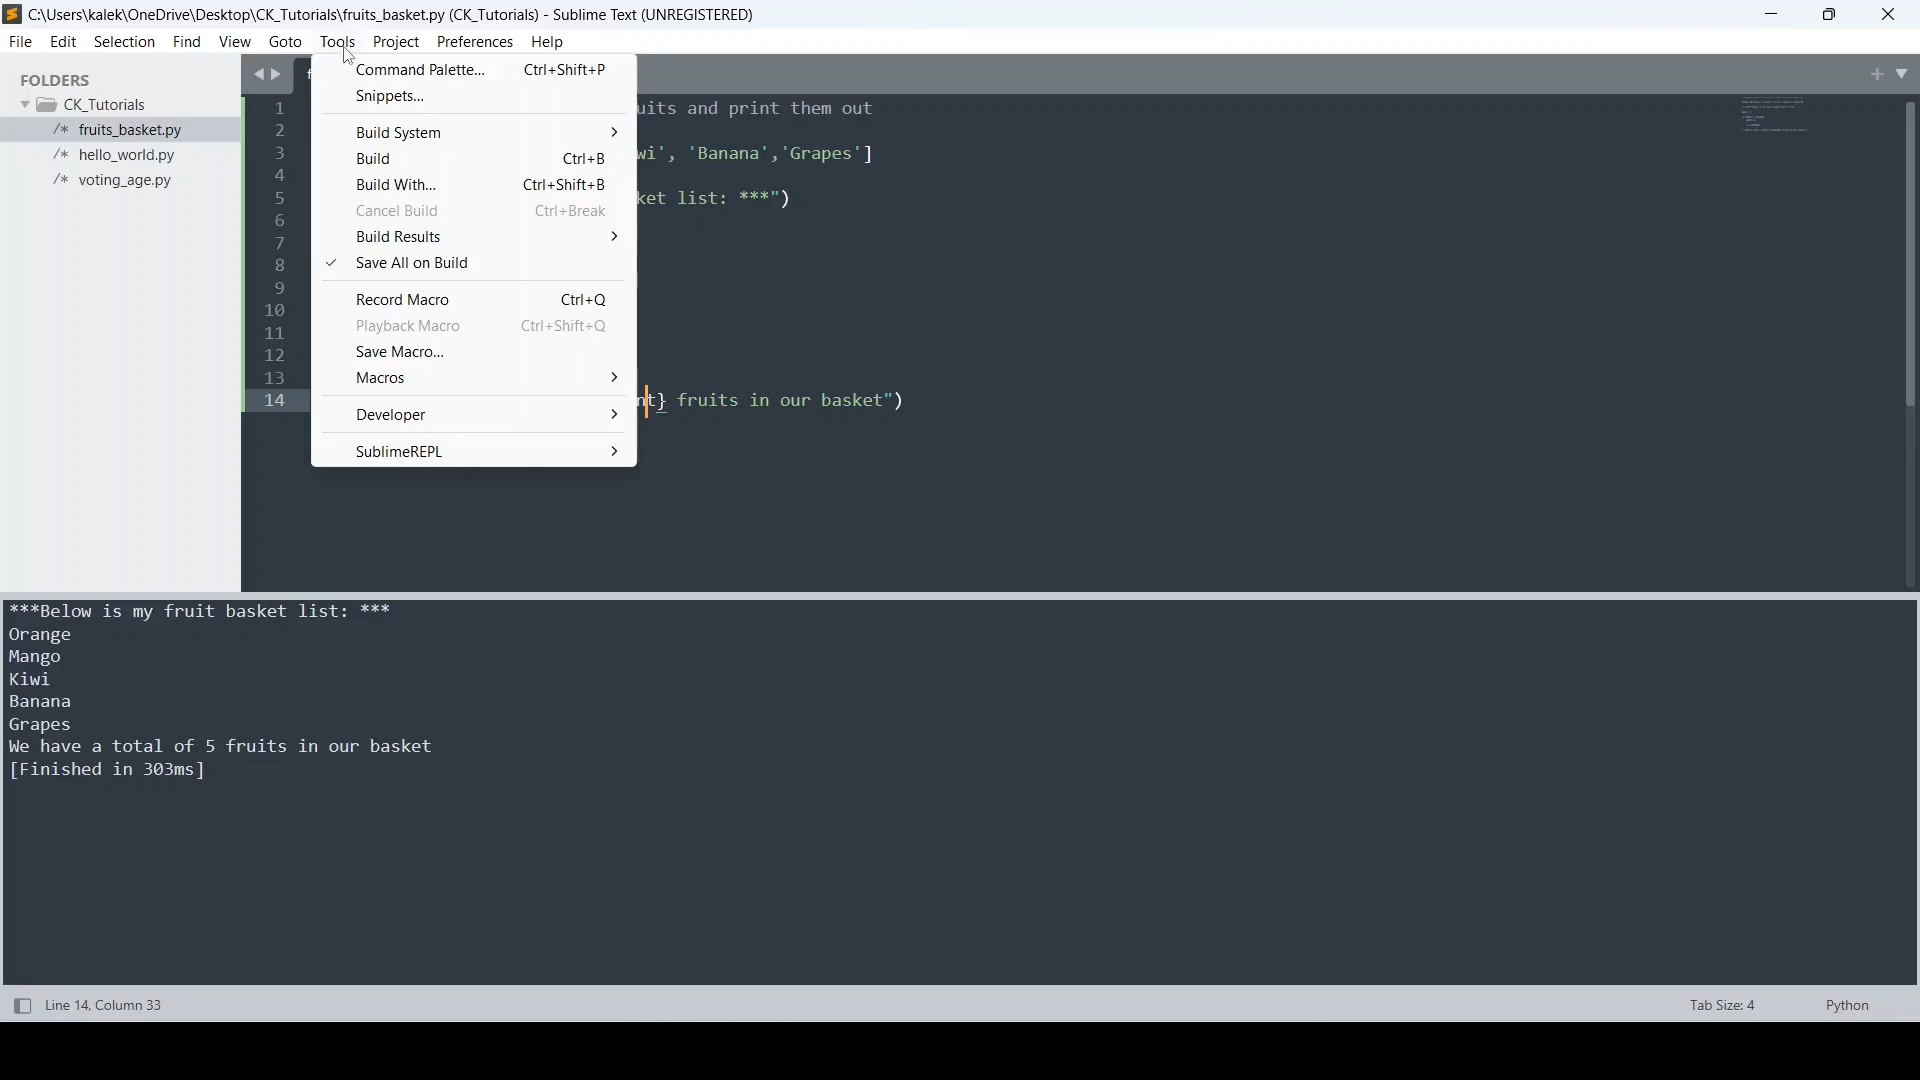 C:\Users\kalek\OneDrive\Desktop\CK_Tutorials\fruits_basket.py (CK_Tutorials) - Sublime Text (UNREGISTERED)
File Edit Selection Find View Goto Tools Project Preferences Help
FOLDERS
CK_Tutorials
/* fruits_basket.py
/* hello_world.py
/* voting_age.py
Command Palette... Ctrl+Shift+P
Snippets...
Build System
Build Ctrl+B
Build With... Ctrl+Shift+B
Cancel Build Ctrl+Break
Build Results
Save All on Build
Record Macro Ctrl+Q
Playback Macro Ctrl+Shift+Q
Save Macro...
Macros
Developer
SublimeREPL
1 uits and print them out
2
3 wi', 'Banana','Grapes']
4
5 ket list: ***")
6
7
8
9
10
11
12
13
14 nt} fruits in our basket")
***Below is my fruit basket list: ***
Orange
Mango
Kiwi
Banana
Grapes
We have a total of 5 fruits in our basket
[Finished in 303ms]
Line 14, Column 33 Tab Size: 4 Python